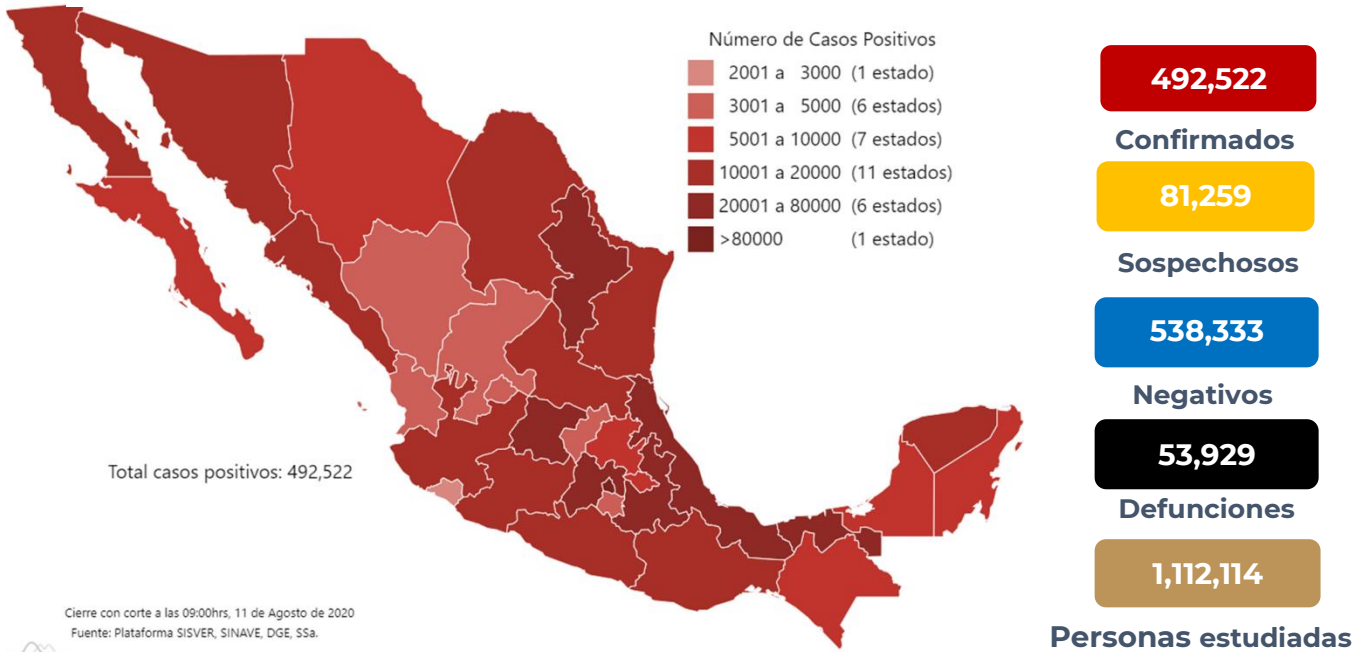 Número de Casos Positivos
2001 a 3000 (1 estado)
3001 a 5000 (6 estados)
5001 a 10000 (7 estados)
10001 a 20000 (11 estados)
20001 a 80000 (6 estados)
>80000 (1 estado)
Total casos positivos: 492,522
Cierre con corte a las 09:00hrs, 11 de Agosto de 2020
Fuente: Plataforma SISVER, SINAVE, DGE, SSa.
492,522
Confirmados
81,259
Sospechosos
538,333
Negativos
53,929
Defunciones
1,112,114
Personas estudiadas